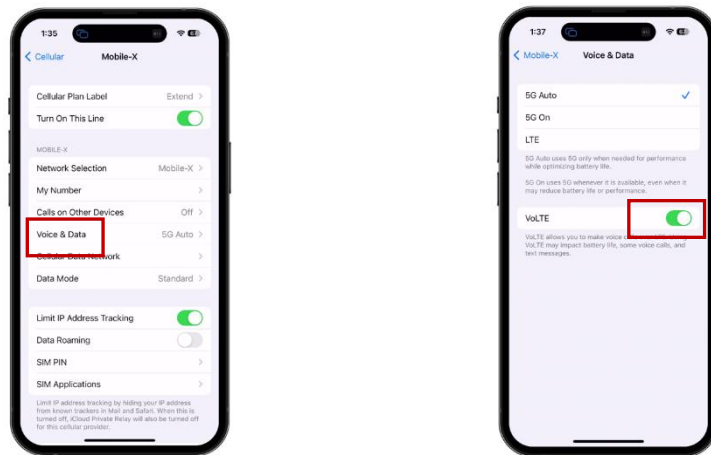 1:35
Cellular
Mobile-X
Cellular Plan Label Extend
Turn On This Line
MOBILE-X
Network Selection Mobile-X
My Number
Calls on Other Devices Off
Voice & Data 5G Auto
Cellular Data Network
Data Mode Standard
Limit IP Address Tracking
Data Roaming
SIM PIN
SIM Applications
Limit IP address tracking by hiding your IP address
from known trackers in Mail and Safari. When this is
turned off, iCloud Private Relay will also be turned off
for this cellular provider.
1:37
Mobile-X
Voice & Data
5G Auto
5G On
LTE
5G Auto uses 5G only when needed for performance
while optimizing battery life.
5G On uses 5G whenever it is available, even when it
may reduce battery life or performance.
VoLTE
VoLTE allows you to make voice
VoLTE may impact battery life, some voice calls, and
text messages.